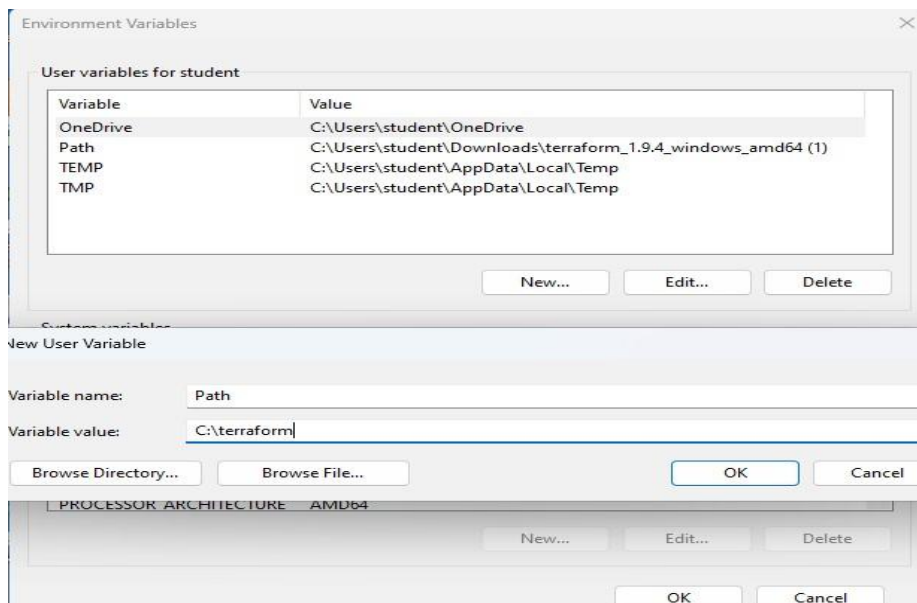 Environment Variables
User variables for student
Variable Value
OneDrive C:\Users\student\OneDrive
Path C:\Users\student\Downloads\terraform_1.9.4_windows_amd64 (1)
TEMP C:\Users\student\AppData\Local\Temp
TMP C:\Users\student\AppData\Local\Temp
New... Edit... Delete
System variables
New User Variable
Variable name: Path
Variable value: C:\terraform
Browse Directory... Browse File... OK Cancel
PROCESSOR_ARCHITECTURE AMD64
New... Edit... Delete
OK Cancel